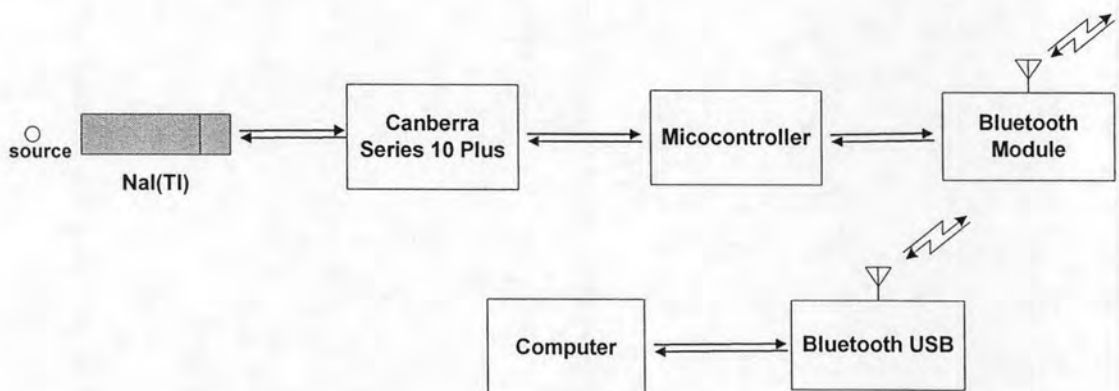 source
NaI(Tl)
Canberra
Series 10 Plus
Micocontroller
Bluetooth
Module
Computer
Bluetooth USB